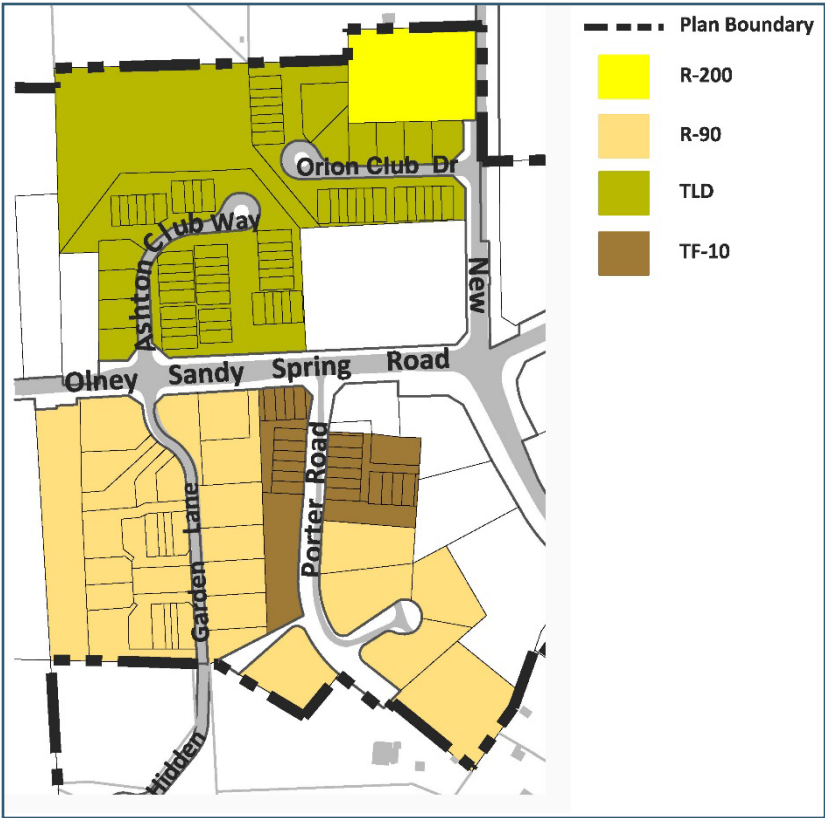 Plan Boundary
R-200
R-90
TLD
TF-10
Orion Club Dr
Ashton Club Way
New
Olney Sandy Spring Road
Porter Road
Hidden Garden Lane